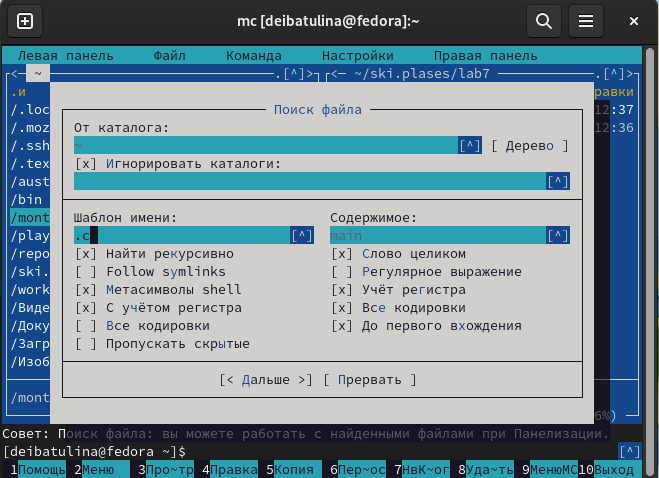 mc [deibatulina@fedora]:~
Левая панель Файл Команда Настройки Правая панель
~ .[^] ~/ski.plases/lab7 .[^]
.и равки
/.loc 12:37
/.moz 12:36
/.ssh
/.tex
/aust
/bin
/mont
/play
/repo
/ski.
/work
/Виде
/Доку
/Загр
/Изоб
/mont
6%)
Поиск файла
От каталога:
~ [^] [ Дерево ]
[x] Игнорировать каталоги:
[^]
Шаблон имени: Содержимое:
.c [^] main [^]
[x] Найти рекурсивно [x] Слово целиком
[ ] Follow symlinks [ ] Регулярное выражение
[x] Метасимволы shell [x] Учёт регистра
[x] С учётом регистра [x] Все кодировки
[ ] Все кодировки [x] До первого вхождения
[ ] Пропускать скрытые
[< Дальше >] [ Прервать ]
Совет: Поиск файла: вы можете работать с найденными файлами при Панелизации.
[deibatulina@fedora ~]$ [^]
1Помощь 2Меню 3Про~тр 4Правка 5Копия 6Пер~ос 7НвК~ог 8Уда~ть 9МенюMC 10Выход